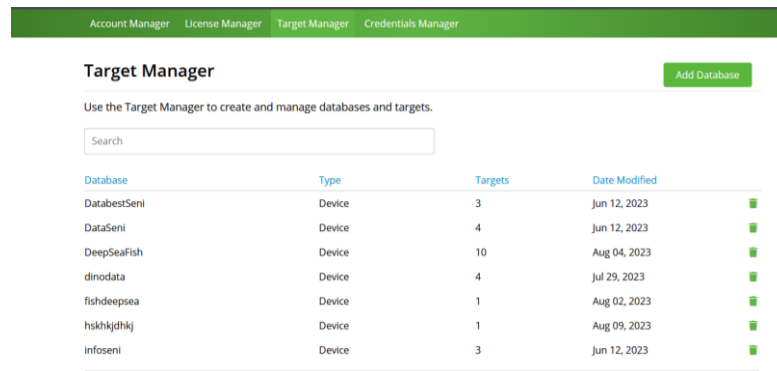 Account Manager License Manager Target Manager Credentials Manager
Target Manager
Add Database
Use the Target Manager to create and manage databases and targets.
Search
Database Type Targets Date Modified
DatabestSeni Device 3 Jun 12, 2023
DataSeni Device 4 Jun 12, 2023
DeepSeaFish Device 10 Aug 04, 2023
dinodata Device 4 Jul 29, 2023
fishdeepsea Device 1 Aug 02, 2023
hskhkjdhkj Device 1 Aug 09, 2023
infoseni Device 3 Jun 12, 2023